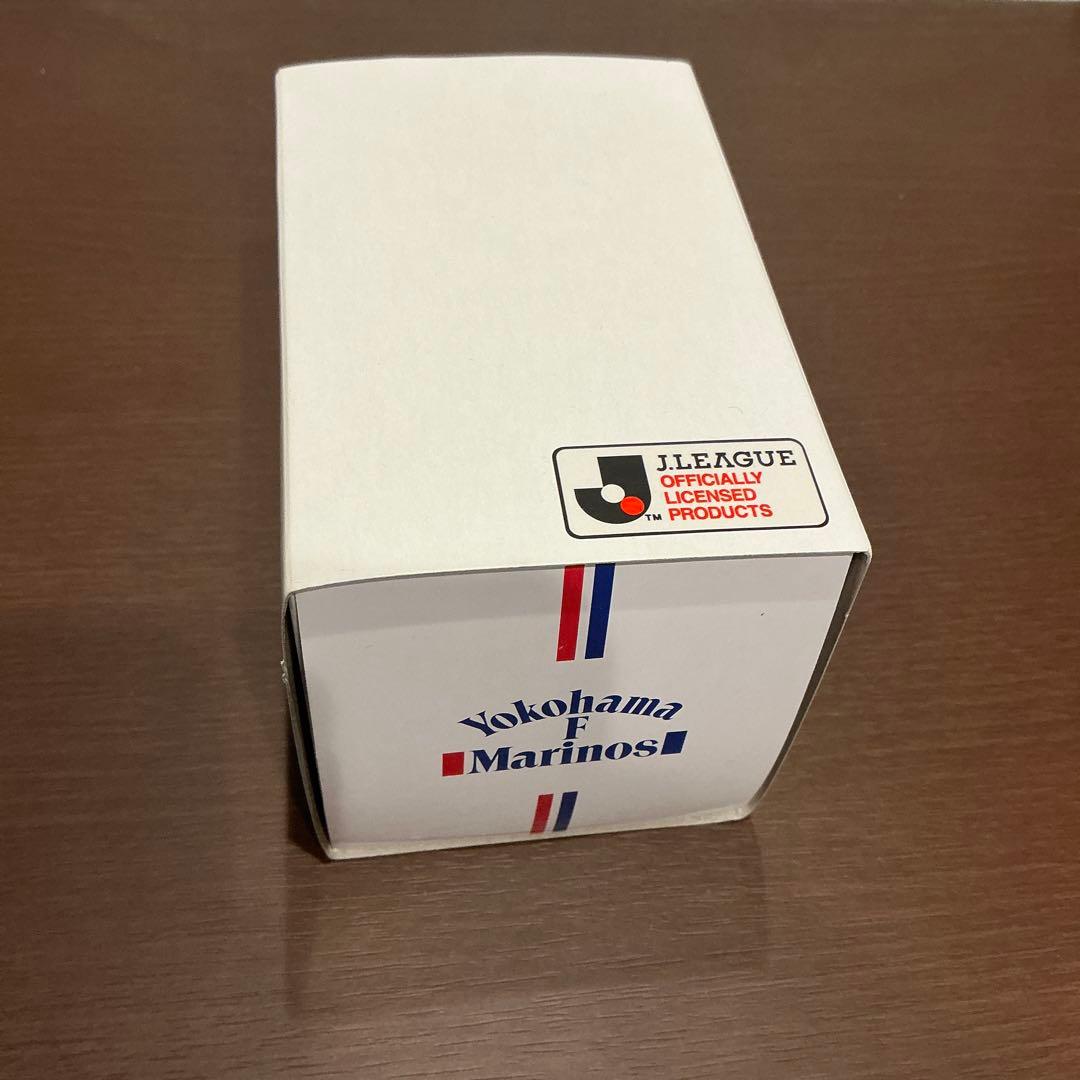 J.LEAGUE
OFFICIALLY
LICENSED
PRODUCTS
TM
Yokohama
F
Marinos